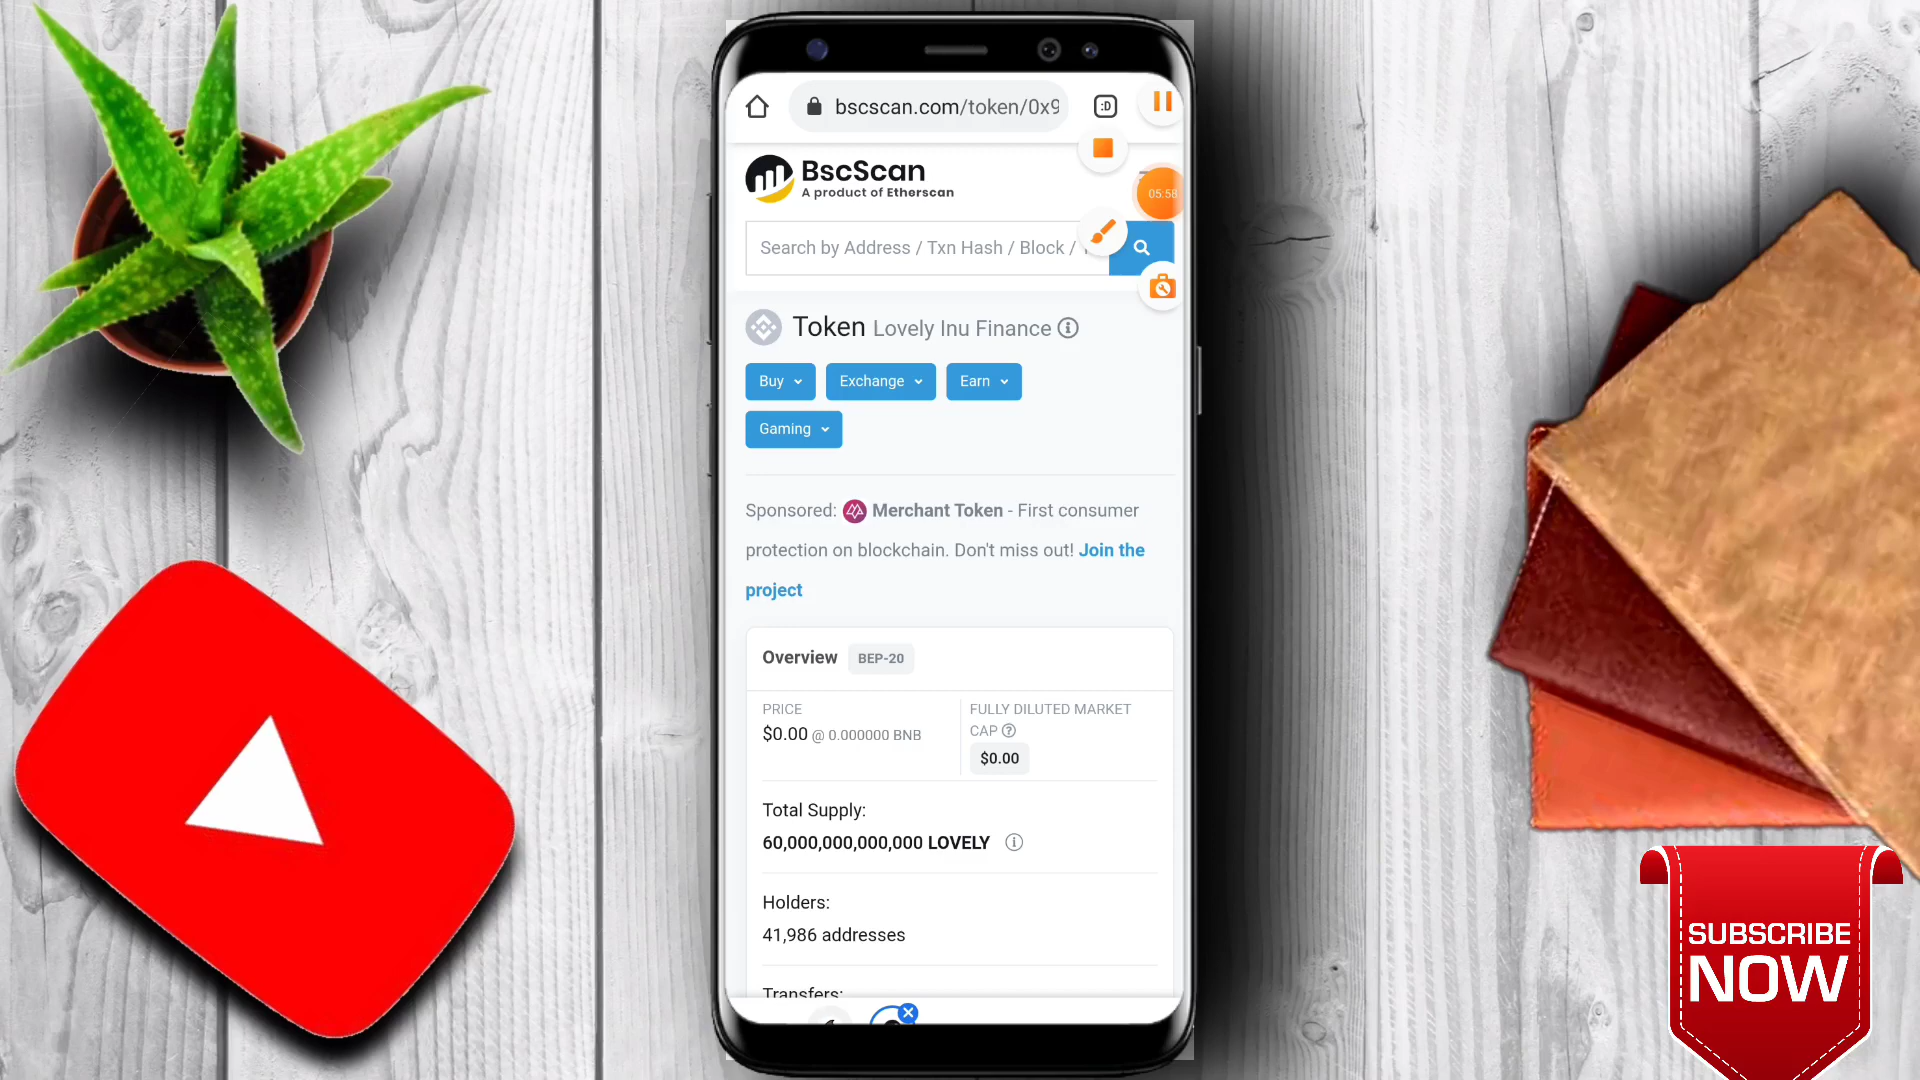 bscscan.com/token/0x9
:D
BscScan
A product of Etherscan
05:58
Search by Address / Txn Hash / Block /
Token Lovely Inu Finance
Buy
Exchange
Earn
Gaming
Sponsored: Merchant Token - First consumer
protection on blockchain. Don't miss out! Join the
project
Overview BEP-20
PRICE
$0.00 @ 0.000000 BNB
FULLY DILUTED MARKET
CAP
$0.00
Total Supply:
60,000,000,000,000 LOVELY
Holders:
41,986 addresses
Transfers:
SUBSCRIBE
NOW